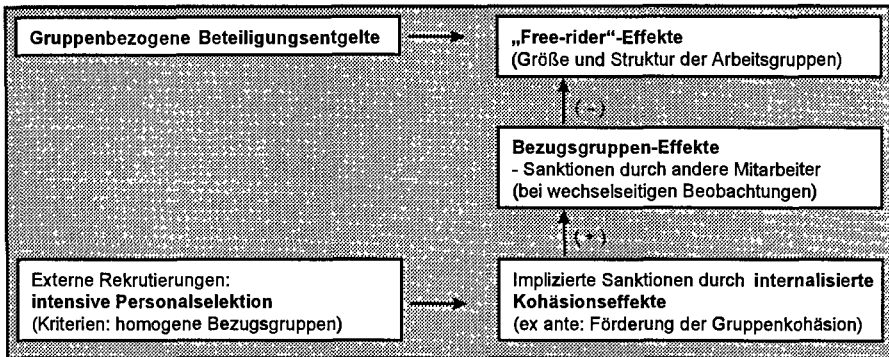 Gruppenbezogene Beteiligungsentgelte
„Free-rider“-Effekte
(Größe und Struktur der Arbeitsgruppen)
(-)
Bezugsgruppen-Effekte
- Sanktionen durch andere Mitarbeiter
(bei wechselseitigen Beobachtungen)
(+)
Externe Rekrutierungen:
intensive Personalselektion
(Kriterien: homogene Bezugsgruppen)
Implizierte Sanktionen durch internalisierte
Kohäsionseffekte
(ex ante: Förderung der Gruppenkohäsion)